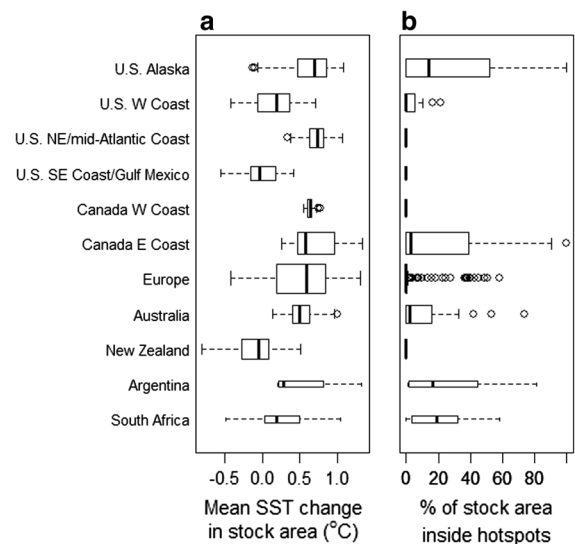 a
b
U.S. Alaska
U.S. W Coast
U.S. NE/mid-Atlantic Coast
U.S. SE Coast/Gulf Mexico
Canada W Coast
Canada E Coast
Europe
Australia
New Zealand
Argentina
South Africa
-0.5 0.0 0.5 1.0
0 20 40 60 80
Mean SST change
in stock area (°C)
% of stock area
inside hotspots